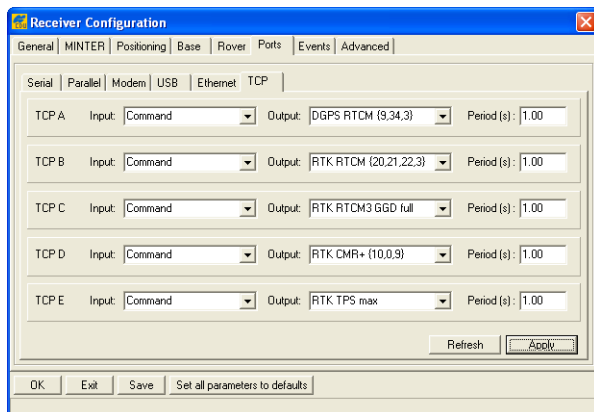 Receiver Configuration
General MINTER Positioning Base Rover Ports Events Advanced
Serial Parallel Modem USB Ethernet TCP
TCP A Input: Command Output: DGPS RTCM {9,34,3} Period (s): 1.00
TCP B Input: Command Output: RTK RTCM {20,21,22,3} Period (s): 1.00
TCP C Input: Command Output: RTK RTCM3 GGD full Period (s): 1.00
TCP D Input: Command Output: RTK CMR+ {10,0,9} Period (s): 1.00
TCP E Input: Command Output: RTK TPS max Period (s): 1.00
Refresh Apply
OK Exit Save Set all parameters to defaults